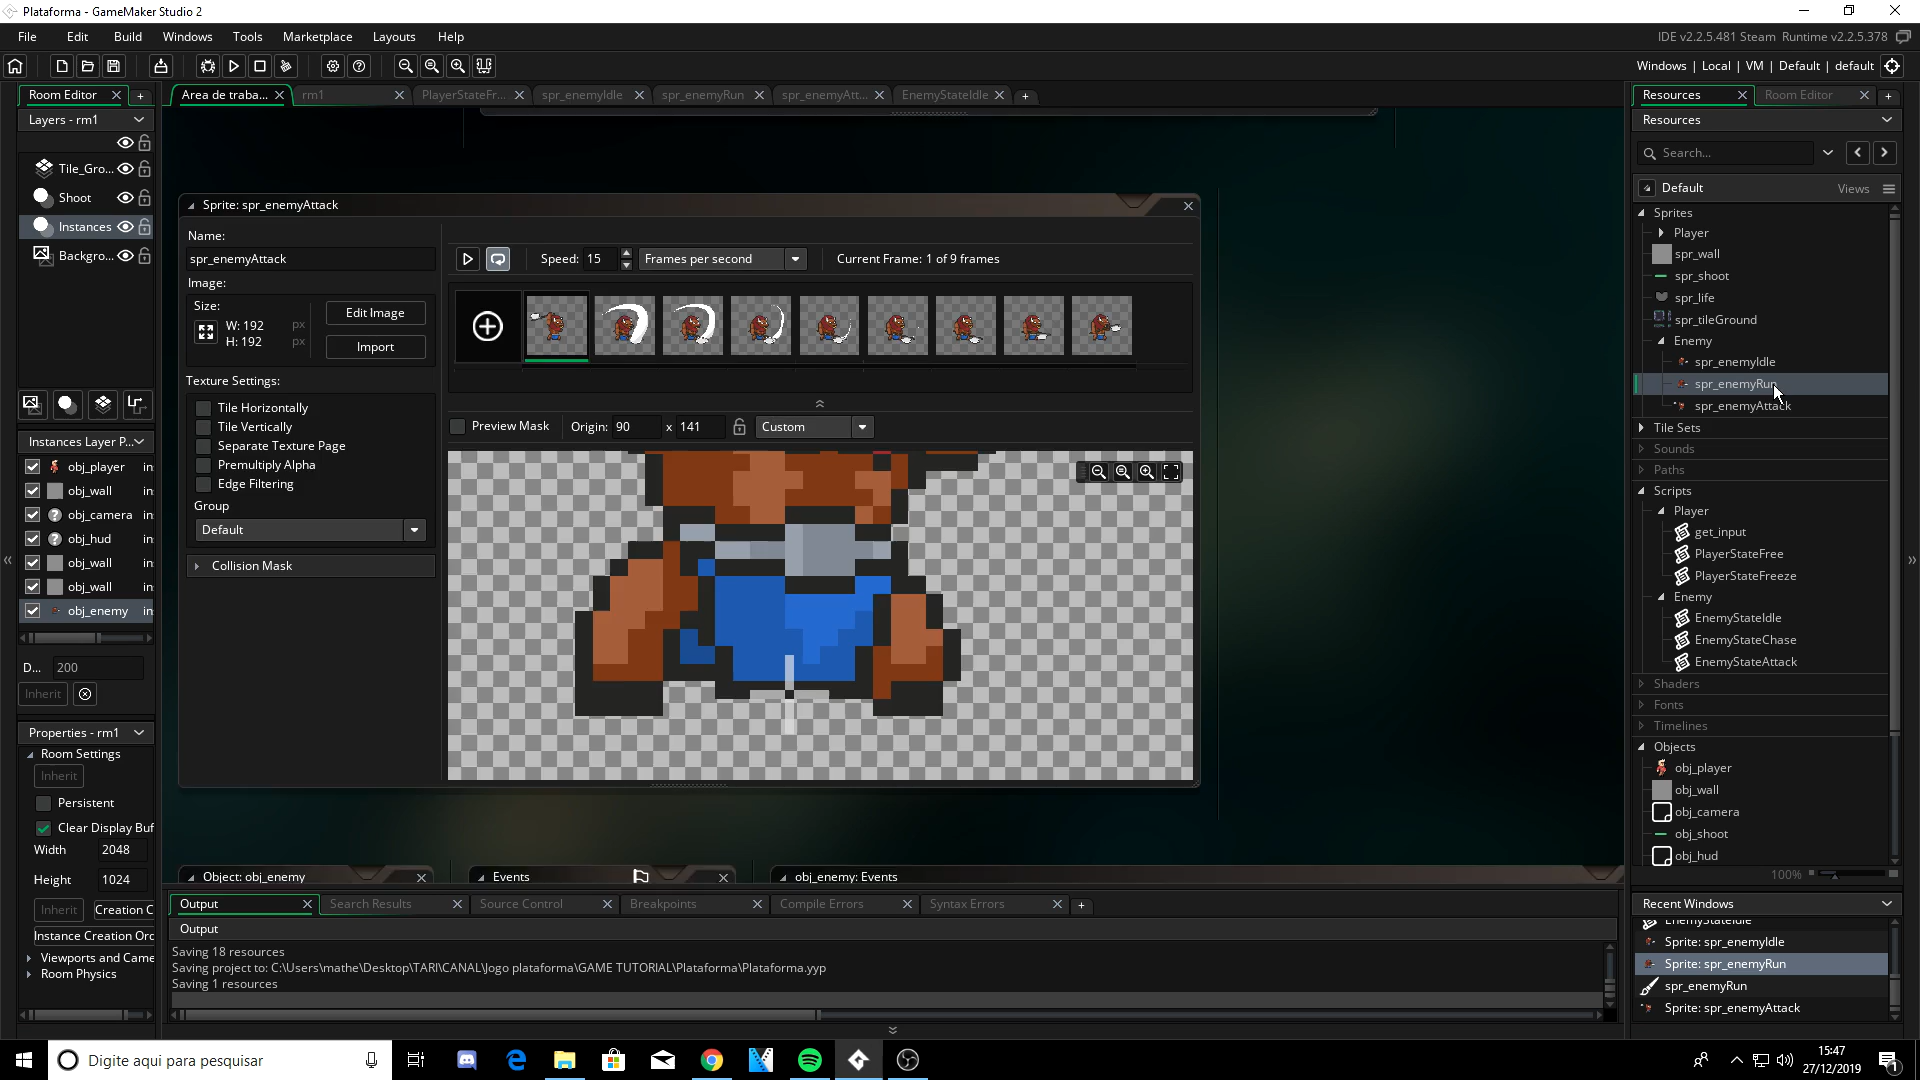 Plataforma - GameMaker Studio 2
File Edit Build Windows Tools Marketplace Layouts Help
IDE v2.2.5.481 Steam Runtime v2.2.5.378
Windows | Local | VM | Default | default
Room Editor
Area de traba...
rm1
PlayerStateFr...
spr_enemyIdle
spr_enemyRun
spr_enemyAtt...
EnemyStateIdle
Resources
Room Editor
Layers - rm1
Tile_Gro...
Shoot
Instances
Backgro...
Instances Layer P...
obj_player in
obj_wall in
obj_camera in
obj_hud in
obj_wall in
obj_wall in
obj_enemy in
D... 200
Inherit
Properties - rm1
Room Settings
Inherit
Persistent
Clear Display Buf
Width 2048
Height 1024
Inherit Creation C
Instance Creation Ord
Viewports and Came
Room Physics
Sprite: spr_enemyAttack
Name:
spr_enemyAttack
Image:
Size:
W: 192 px
H: 192 px
Edit Image
Import
Texture Settings:
Tile Horizontally
Tile Vertically
Separate Texture Page
Premultiply Alpha
Edge Filtering
Group
Default
Collision Mask
Speed: 15 Frames per second Current Frame: 1 of 9 frames
Preview Mask Origin: 90 x 141 Custom
Object: obj_enemy
Events
obj_enemy: Events
Output
Search Results
Source Control
Breakpoints
Compile Errors
Syntax Errors
Output
Saving 18 resources
Saving project to: C:\Users\mathe\Desktop\TARI\CANAL\Jogo plataforma\GAME TUTORIAL\Plataforma\Plataforma.yyp
Saving 1 resources
Resources
Search...
Default Views
Sprites
Player
spr_wall
spr_shoot
spr_life
spr_tileGround
Enemy
spr_enemyIdle
spr_enemyRun
spr_enemyAttack
Tile Sets
Sounds
Paths
Scripts
Player
get_input
PlayerStateFree
PlayerStateFreeze
Enemy
EnemyStateIdle
EnemyStateChase
EnemyStateAttack
Shaders
Fonts
Timelines
Objects
obj_player
obj_wall
obj_camera
obj_shoot
obj_hud
100%
Recent Windows
EnemyStateIdle
Sprite: spr_enemyIdle
Sprite: spr_enemyRun
spr_enemyRun
Sprite: spr_enemyAttack
Digite aqui para pesquisar
15:47
27/12/2019
1